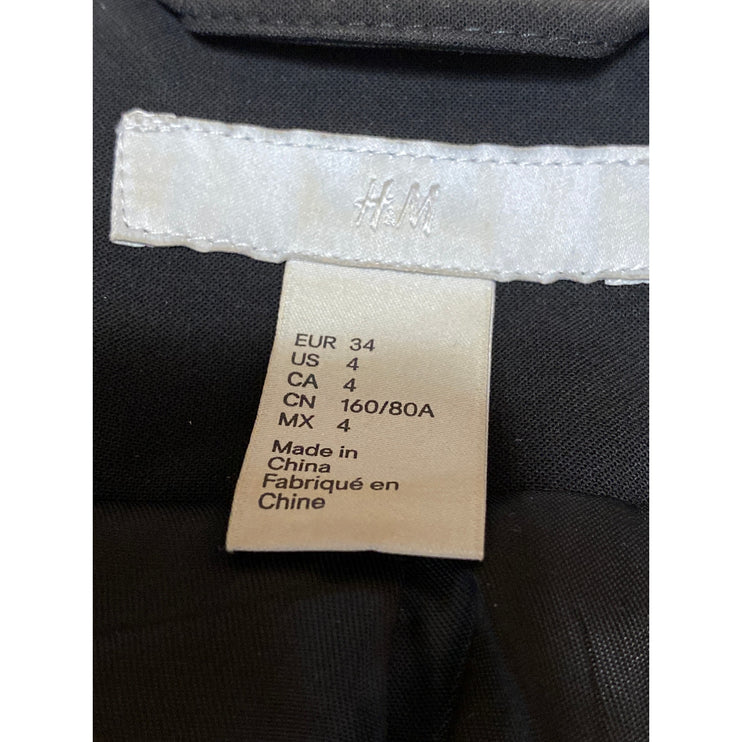 H&M
EUR 34
US 4
CA 4
CN 160/80A
MX 4
Made in
China
Fabriqué en
Chine